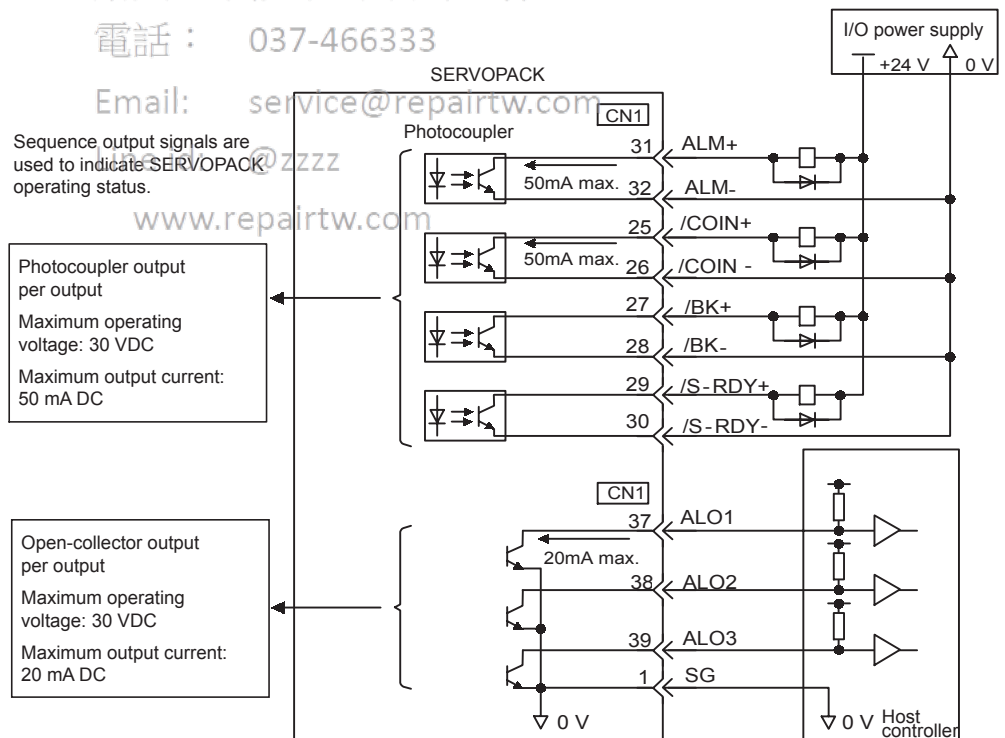 電話： 037-466333
I/O power supply
+24 V 0 V
SERVOPACK
Email: service@repairtw.com
CN1
Photocoupler
Sequence output signals are
used to indicate SERVOPACK
operating status.
@zzzz
www.repairtw.com
31 ALM+
50mA max.
32 ALM-
25 /COIN+
50mA max.
26 /COIN -
27 /BK+
28 /BK-
29 /S-RDY+
30 /S-RDY-
Photocoupler output
per output
Maximum operating
voltage: 30 VDC
Maximum output current:
50 mA DC
CN1
37 ALO1
20mA max.
38 ALO2
39 ALO3
1 SG
0 V
0 V Host
controller
Open-collector output
per output
Maximum operating
voltage: 30 VDC
Maximum output current:
20 mA DC